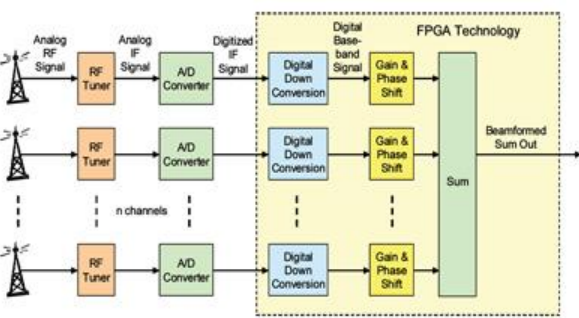 Analog
RF
Signal
Analog
IF
Signal
Digitized
IF
Signal
Digital
Base-
band
Signal
FPGA Technology
RF
Tuner
A/D
Converter
Digital
Down
Conversion
Gain &
Phase
Shift
RF
Tuner
A/D
Converter
Digital
Down
Conversion
Gain &
Phase
Shift
Sum
Beamformed
Sum Out
n channels
RF
Tuner
A/D
Converter
Digital
Down
Conversion
Gain &
Phase
Shift